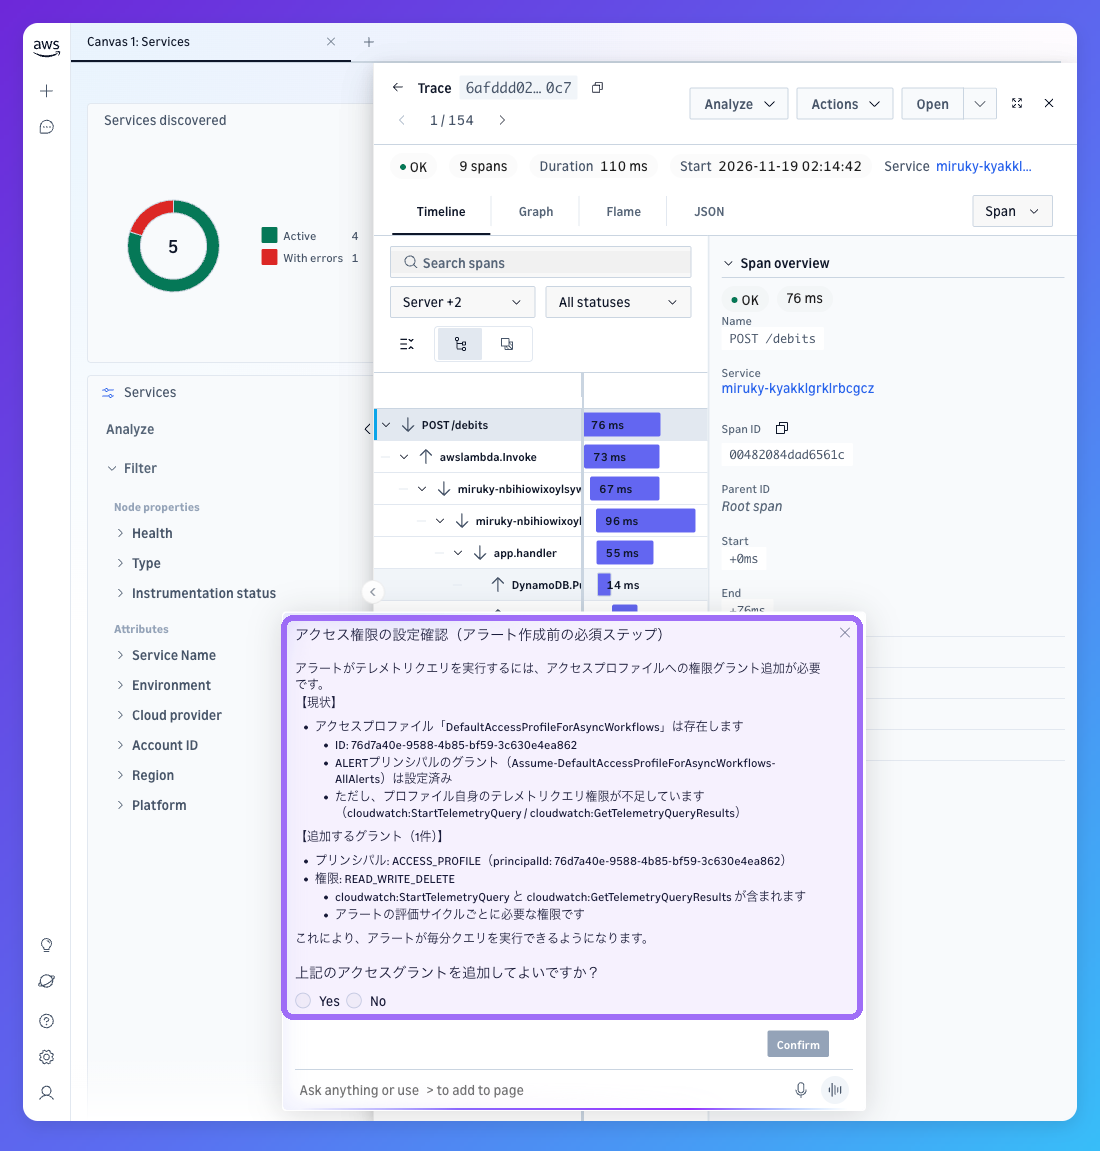 aws
Canvas 1: Services
Services discovered
5
Active 4
With errors 1
Services
Analyze
Filter
Node properties
Health
Type
Instrumentation status
Attributes
Service Name
Environment
Cloud provider
Account ID
Region
Platform
Trace 6afddd02… 0c7
Analyze
Actions
Open
1 / 154
OK
9 spans
Duration 110 ms
Start 2026-11-19 02:14:42
Service miruky-kyakkl...
Timeline
Graph
Flame
JSON
Span
Search spans
Server +2
All statuses
POST /debits 76 ms
awslambda.Invoke 73 ms
miruky-nbihiowixoylsyw 67 ms
miruky-nbihiowixoyl 96 ms
app.handler 55 ms
DynamoDB.Pu 14 ms
Span overview
OK 76 ms
Name
POST /debits
Service
miruky-kyakklgrklrbcgcz
Span ID
00482084dad6561c
Parent ID
Root span
Start
+0ms
End
+76ms
アクセス権限の設定確認（アラート作成前の必須ステップ）
アラートがテレメトリクエリを実行するには、アクセスプロファイルへの権限グラント追加が必要
です。
【現状】
• アクセスプロファイル「DefaultAccessProfileForAsyncWorkflows」は存在します
• ID: 76d7a40e-9588-4b85-bf59-3c630e4ea862
• ALERTプリンシパルのグラント（Assume-DefaultAccessProfileForAsyncWorkflows-
AllAlerts）は設定済み
• ただし、プロファイル自身のテレメトリクエリ権限が不足しています
（cloudwatch:StartTelemetryQuery / cloudwatch:GetTelemetryQueryResults）
【追加するグラント（1件）】
• プリンシパル: ACCESS_PROFILE（principalId: 76d7a40e-9588-4b85-bf59-3c630e4ea862）
• 権限: READ_WRITE_DELETE
• cloudwatch:StartTelemetryQuery と cloudwatch:GetTelemetryQueryResults が含まれます
• アラートの評価サイクルごとに必要な権限です
これにより、アラートが毎分クエリを実行できるようになります。
上記のアクセスグラントを追加してよいですか？
Yes No
Confirm
Ask anything or use > to add to page